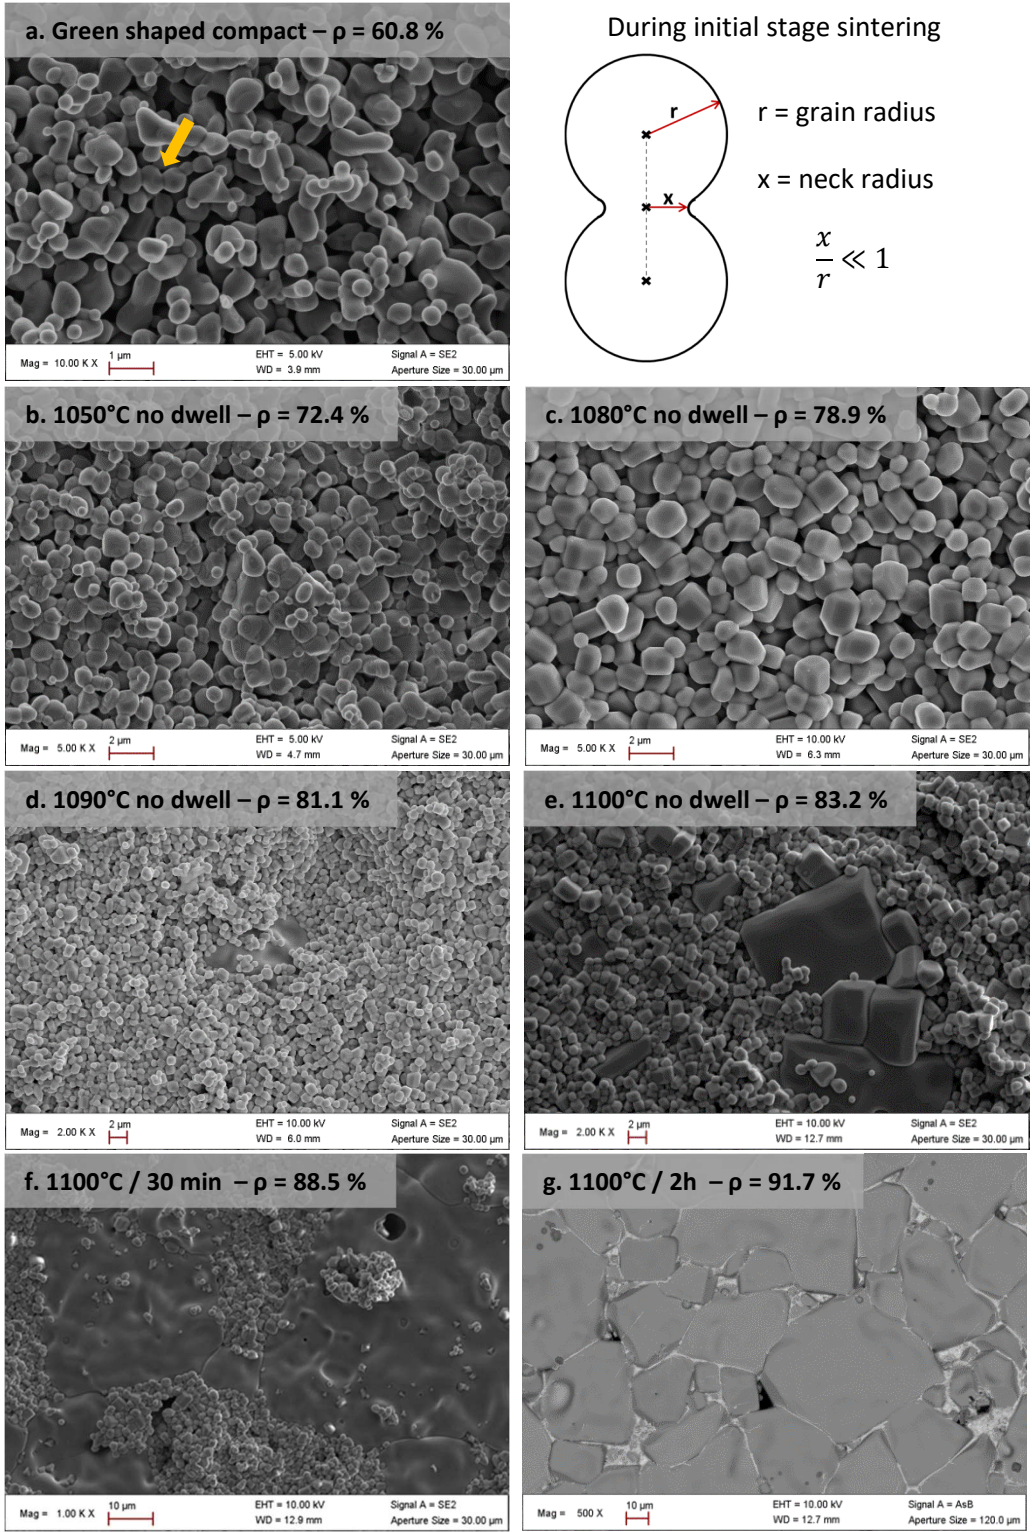 a. Green shaped compact – ρ = 60.8 %
Mag = 10.00 K X
1 µm
EHT = 5.00 kV
WD = 3.9 mm
Signal A = SE2
Aperture Size = 30.00 µm
During initial stage sintering
r
x
r = grain radius
x = neck radius
x/r ≪ 1
b. 1050°C no dwell – ρ = 72.4 %
Mag = 5.00 K X
2 µm
EHT = 5.00 kV
WD = 4.7 mm
Signal A = SE2
Aperture Size = 30.00 µm
c. 1080°C no dwell – ρ = 78.9 %
Mag = 5.00 K X
2 µm
EHT = 10.00 kV
WD = 6.3 mm
Signal A = SE2
Aperture Size = 30.00 µm
d. 1090°C no dwell – ρ = 81.1 %
Mag = 2.00 K X
2 µm
EHT = 10.00 kV
WD = 6.0 mm
Signal A = SE2
Aperture Size = 30.00 µm
e. 1100°C no dwell – ρ = 83.2 %
Mag = 2.00 K X
2 µm
EHT = 10.00 kV
WD = 12.7 mm
Signal A = SE2
Aperture Size = 30.00 µm
f. 1100°C / 30 min – ρ = 88.5 %
Mag = 1.00 K X
10 µm
EHT = 10.00 kV
WD = 12.9 mm
Signal A = SE2
Aperture Size = 30.00 µm
g. 1100°C / 2h – ρ = 91.7 %
Mag = 500 X
10 µm
EHT = 10.00 kV
WD = 12.7 mm
Signal A = AsB
Aperture Size = 120.0 µm